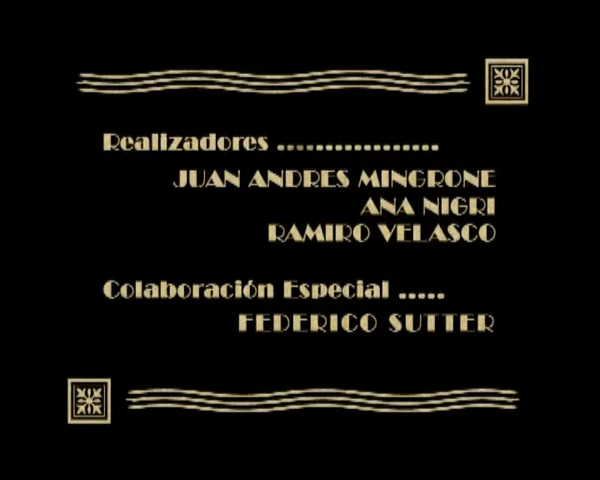 Realizadores .................
JUAN ANDRES MINGRONE
ANA NIGRI
RAMIRO VELASCO
Colaboración Especial .....
FEDERICO SUTTER